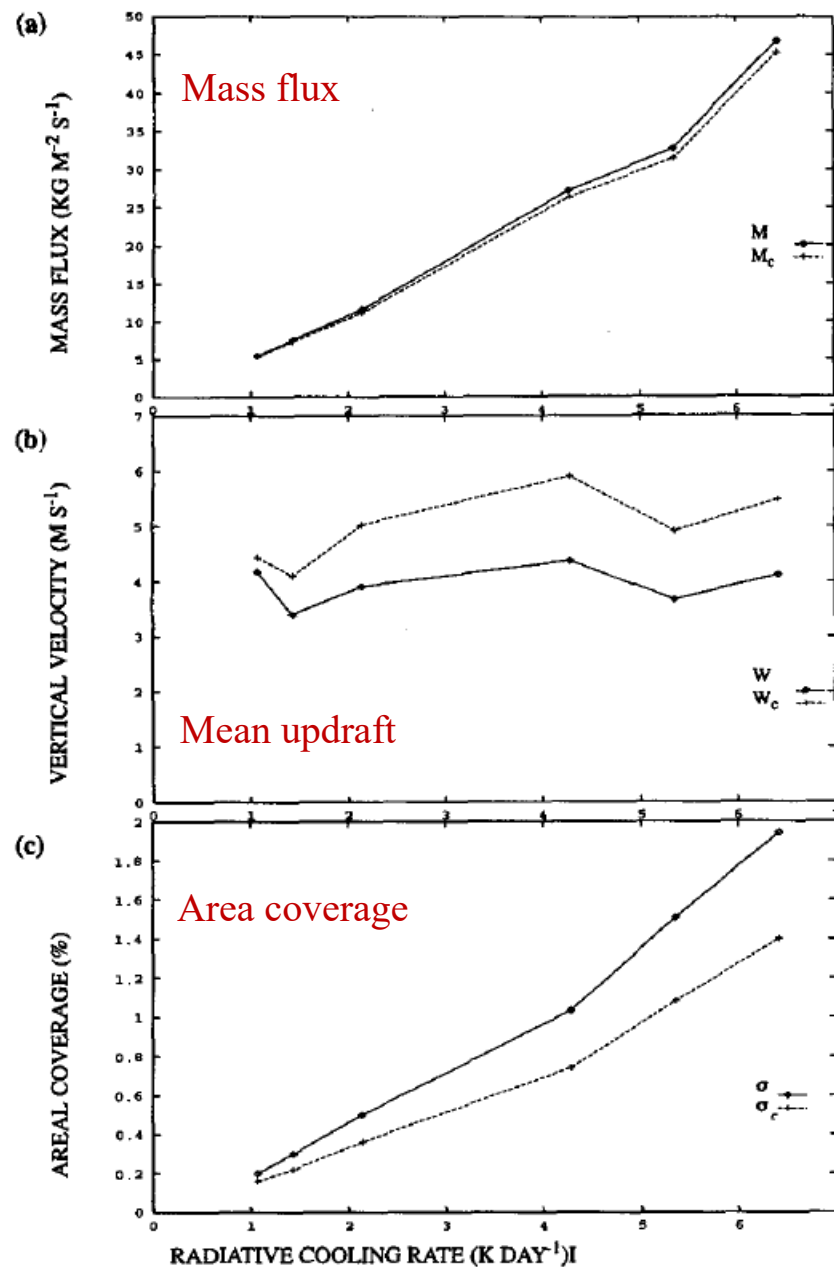 (a)
MASS FLUX (KG M⁻² S⁻¹)
50
45
40
35
30
25
20
15
10
5
0
Mass flux
M
M_c
0 1 2 3 4 5 6
(b)
VERTICAL VELOCITY (M S⁻¹)
7
6
5
4
3
2
1
0
W
W_c
Mean updraft
0 1 2 3 4 5 6
(c)
AREAL COVERAGE (%)
2
1.8
1.6
1.4
1.2
1
0.8
0.6
0.4
0.2
0
Area coverage
σ
σ_c
0 1 2 3 4 5 6
RADIATIVE COOLING RATE (K DAY⁻¹)I